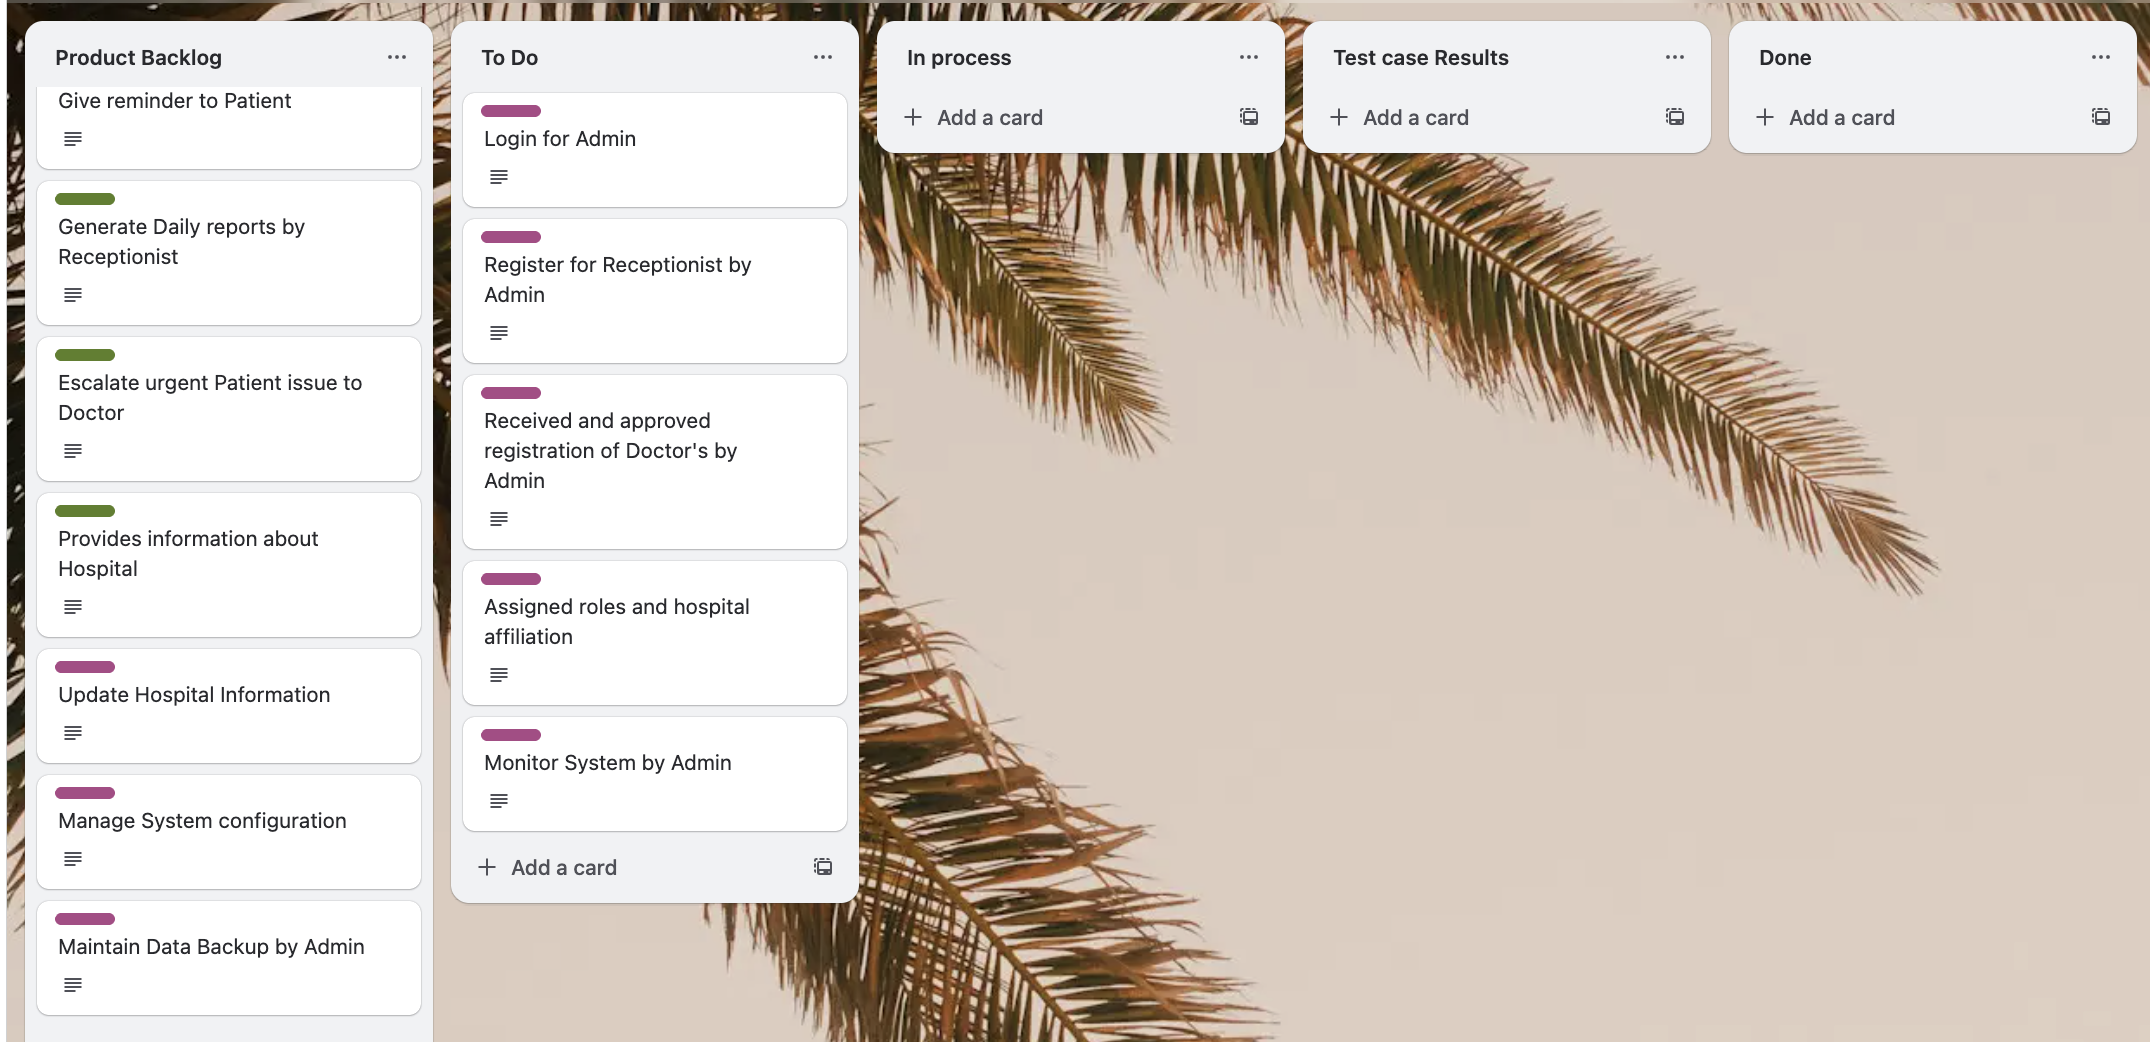 Product Backlog
Give reminder to Patient
Generate Daily reports by
Receptionist
Escalate urgent Patient issue to
Doctor
Provides information about
Hospital
Update Hospital Information
Manage System configuration
Maintain Data Backup by Admin
To Do
Login for Admin
Register for Receptionist by
Admin
Received and approved
registration of Doctor's by
Admin
Assigned roles and hospital
affiliation
Monitor System by Admin
Add a card
In process
Add a card
Test case Results
Add a card
Done
Add a card